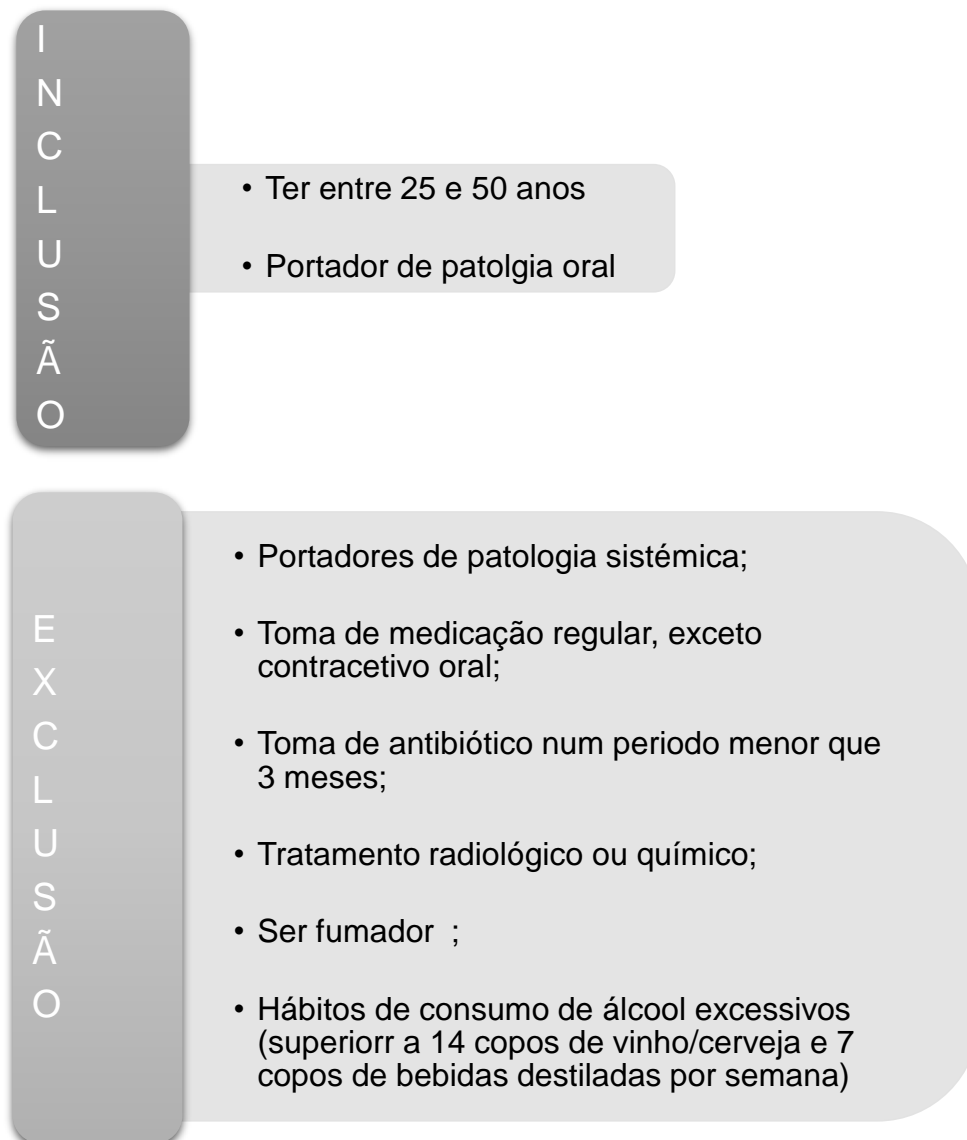 I
N
C
L
U
S
Ã
O
• Ter entre 25 e 50 anos
• Portador de patolgia oral
E
X
C
L
U
S
Ã
O
• Portadores de patologia sistémica;
• Toma de medicação regular, exceto
contracetivo oral;
• Toma de antibiótico num periodo menor que
3 meses;
• Tratamento radiológico ou químico;
• Ser fumador ;
• Hábitos de consumo de álcool excessivos
(superiorr a 14 copos de vinho/cerveja e 7
copos de bebidas destiladas por semana)